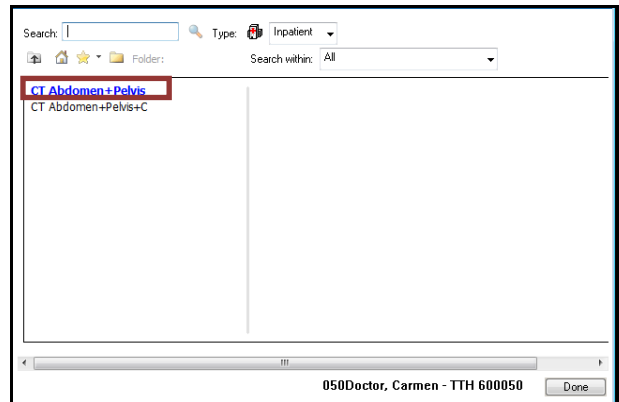 Search: Type: Inpatient
Folder: Search within: All
CT Abdomen+Pelvis
CT Abdomen+Pelvis+C
050Doctor, Carmen - TTH 600050 Done